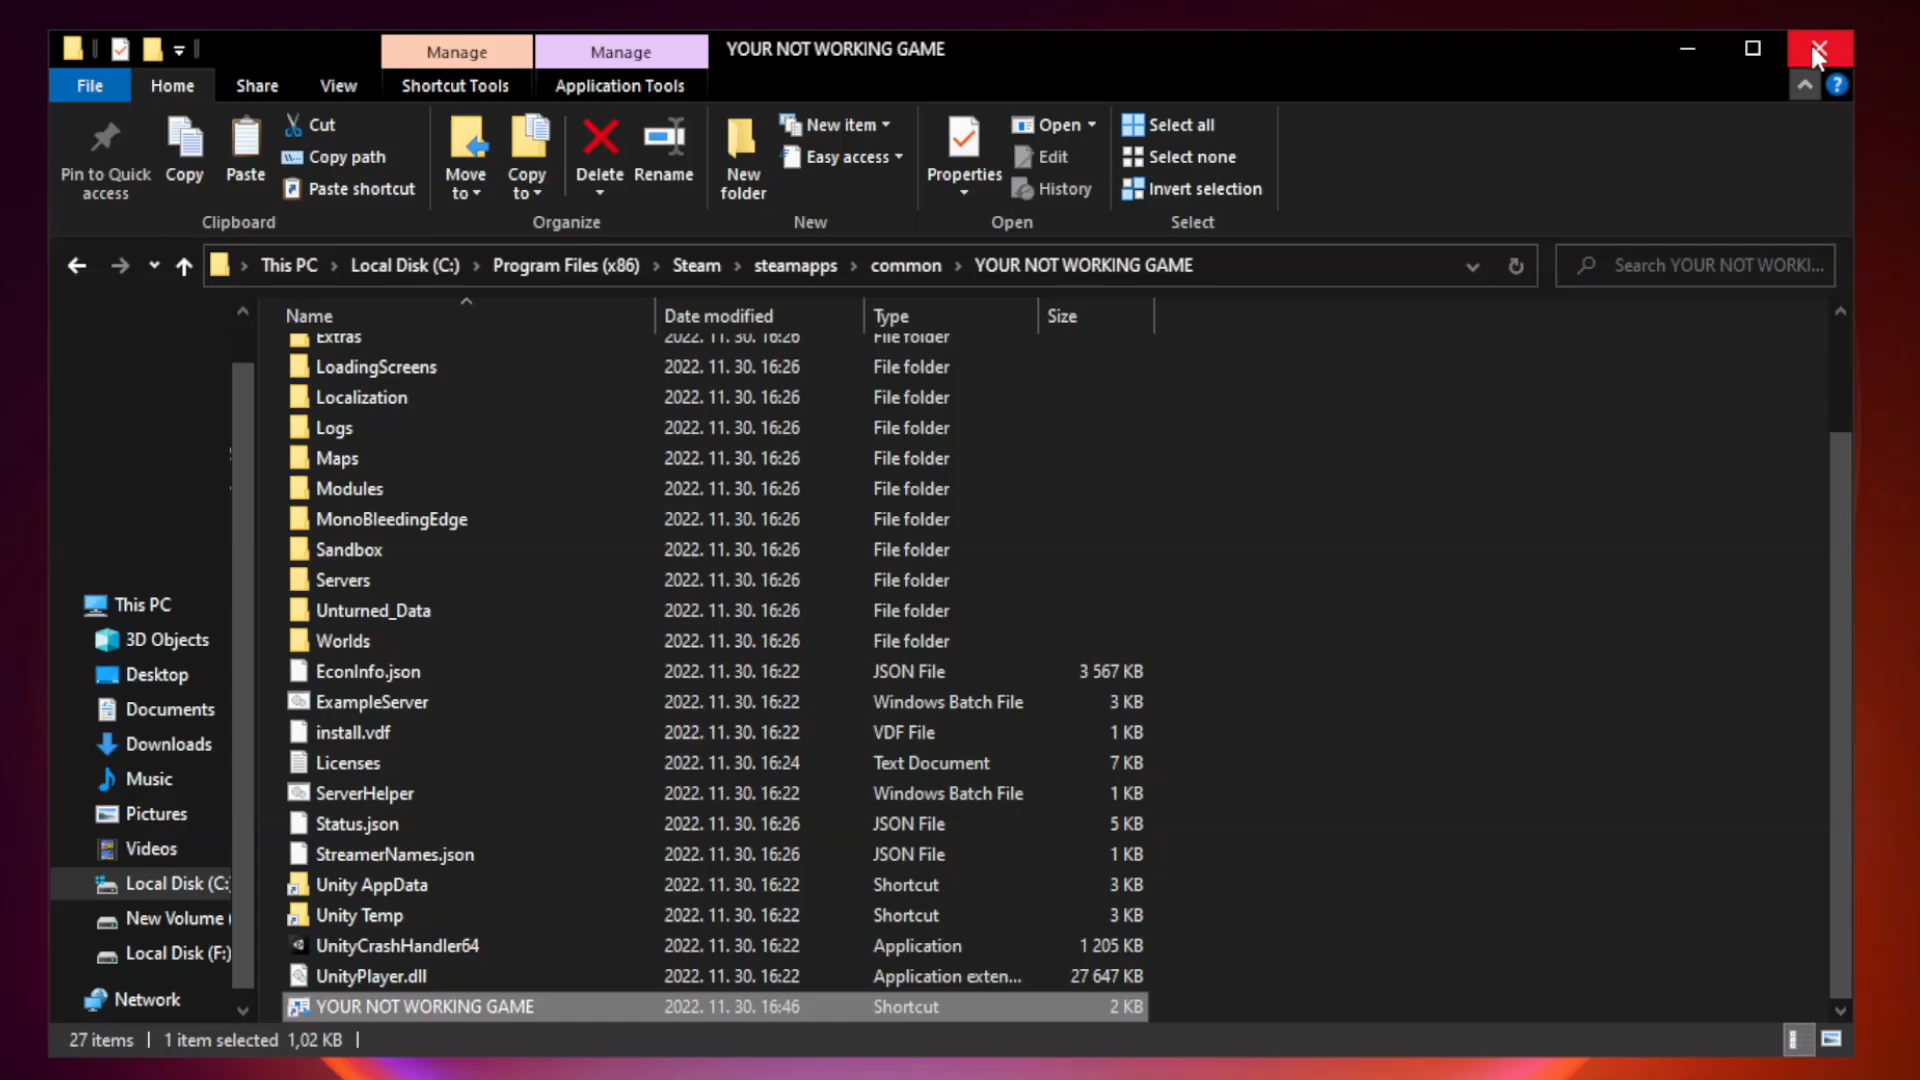 Manage
Manage
YOUR NOT WORKING GAME
File
Home
Share
View
Shortcut Tools
Application Tools
?
Pin to Quick access
Copy
Paste
Cut
Copy path
Paste shortcut
Clipboard
Move to
Copy to
Delete
Rename
Organize
New folder
New item
Easy access
New
Properties
Open
Edit
History
Open
Select all
Select none
Invert selection
Select
This PC > Local Disk (C:) > Program Files (x86) > Steam > steamapps > common > YOUR NOT WORKING GAME
Search YOUR NOT WORKI...
Name Date modified Type Size
Extras 2022. 11. 30. 16:26 File folder
LoadingScreens 2022. 11. 30. 16:26 File folder
Localization 2022. 11. 30. 16:26 File folder
Logs 2022. 11. 30. 16:26 File folder
Maps 2022. 11. 30. 16:26 File folder
Modules 2022. 11. 30. 16:26 File folder
MonoBleedingEdge 2022. 11. 30. 16:26 File folder
Sandbox 2022. 11. 30. 16:26 File folder
Servers 2022. 11. 30. 16:26 File folder
Unturned_Data 2022. 11. 30. 16:26 File folder
Worlds 2022. 11. 30. 16:26 File folder
EconInfo.json 2022. 11. 30. 16:22 JSON File 3 567 KB
ExampleServer 2022. 11. 30. 16:22 Windows Batch File 3 KB
install.vdf 2022. 11. 30. 16:22 VDF File 1 KB
Licenses 2022. 11. 30. 16:24 Text Document 7 KB
ServerHelper 2022. 11. 30. 16:22 Windows Batch File 1 KB
Status.json 2022. 11. 30. 16:26 JSON File 5 KB
StreamerNames.json 2022. 11. 30. 16:26 JSON File 1 KB
Unity AppData 2022. 11. 30. 16:22 Shortcut 3 KB
Unity Temp 2022. 11. 30. 16:22 Shortcut 3 KB
UnityCrashHandler64 2022. 11. 30. 16:22 Application 1 205 KB
UnityPlayer.dll 2022. 11. 30. 16:22 Application exten... 27 647 KB
YOUR NOT WORKING GAME 2022. 11. 30. 16:46 Shortcut 2 KB
This PC
3D Objects
Desktop
Documents
Downloads
Music
Pictures
Videos
Local Disk (C:)
New Volume (
Local Disk (F:)
Network
27 items
1 item selected 1,02 KB